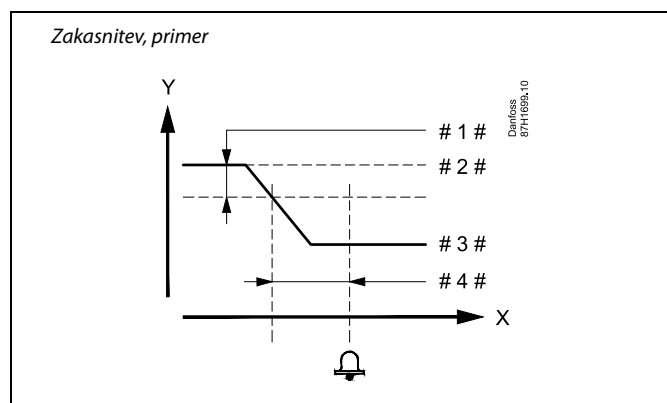 Zakasnitev, primer
Y
Danfoss
87H1699.10
# 1 #
# 2 #
# 3 #
# 4 #
X